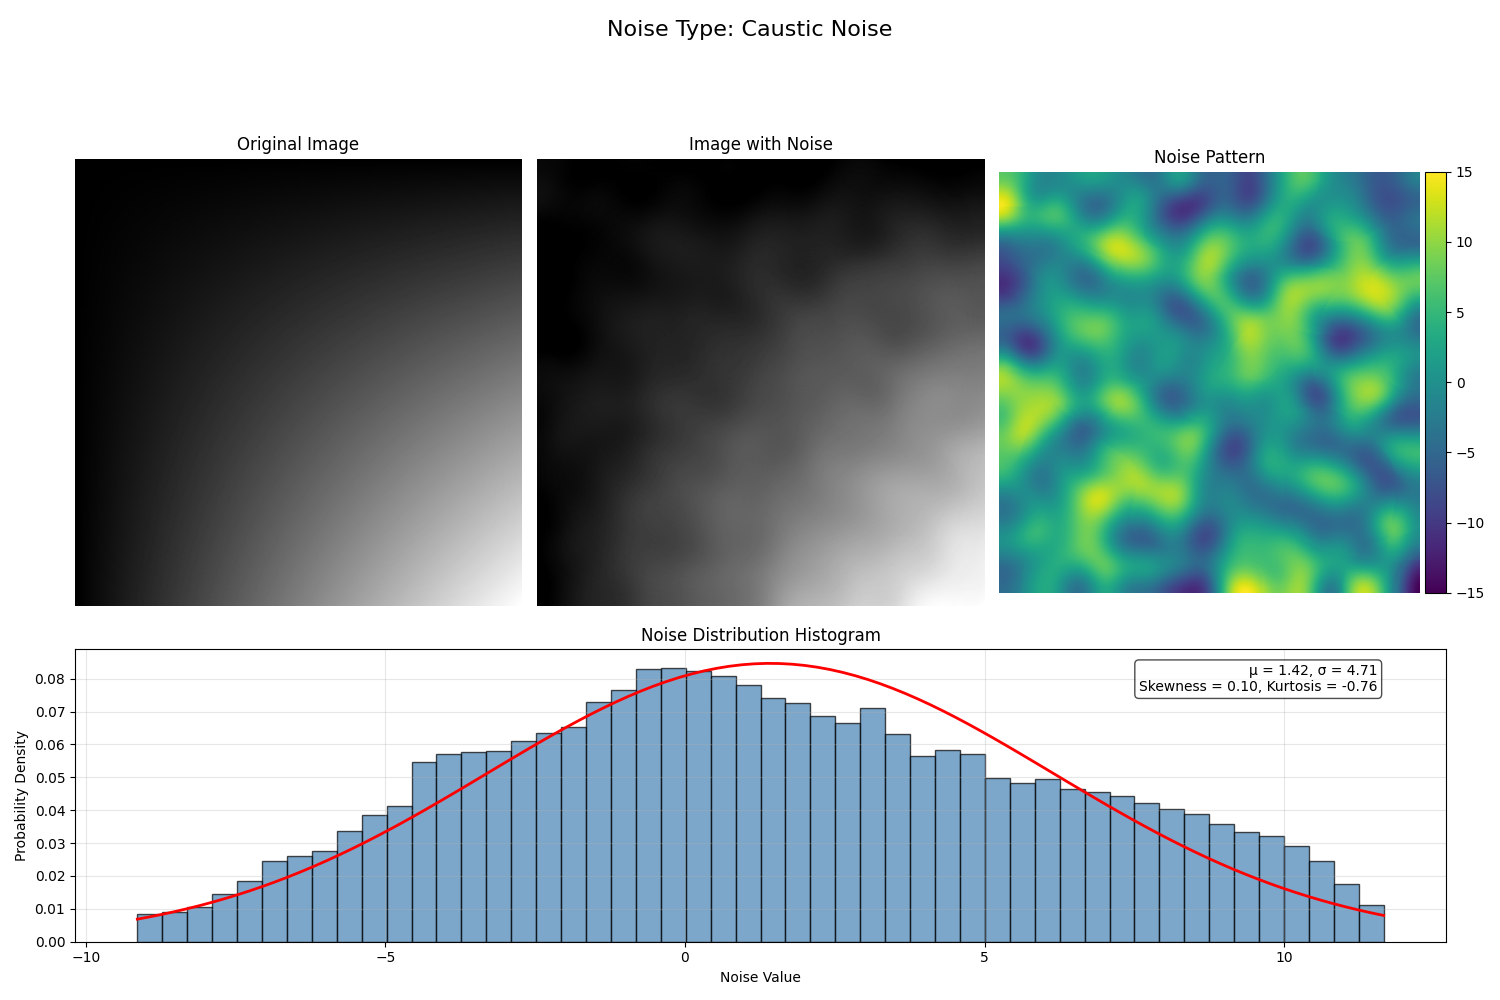 Noise Type: Caustic Noise
Original Image
Image with Noise
Noise Pattern
15
10
5
0
−5
−10
−15
Noise Distribution Histogram
μ = 1.42, σ = 4.71
Skewness = 0.10, Kurtosis = -0.76
Probability Density
0.08
0.07
0.06
0.05
0.04
0.03
0.02
0.01
0.00
−10
−5
0
5
10
Noise Value